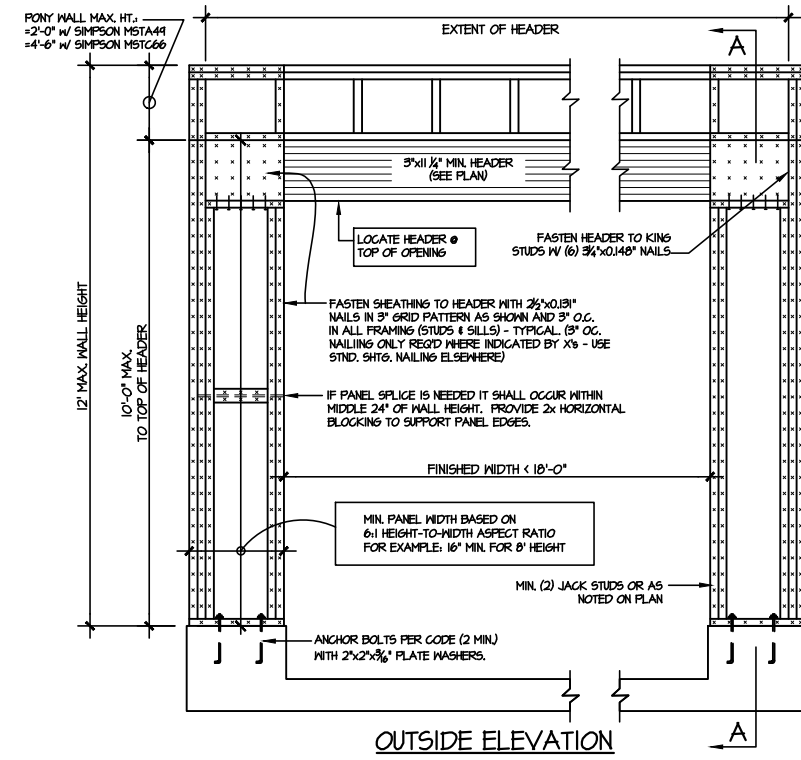 PONY WALL MAX. HT.:
=2'-0" W/ SIMPSON MSTA49
=4'-6" W/ SIMPSON MSTC66
EXTENT OF HEADER
A
3"x11 1/4" MIN. HEADER
(SEE PLAN)
LOCATE HEADER @
TOP OF OPENING
FASTEN HEADER TO KING
STUDS W/ (6) 3/4"x0.148" NAILS
FASTEN SHEATHING TO HEADER WITH 2 1/2"x0.131"
NAILS IN 3" GRID PATTERN AS SHOWN AND 3" O.C.
IN ALL FRAMING (STUDS & SILLS) - TYPICAL. (3" OC.
NAILING ONLY REQ'D WHERE INDICATED BY X's - USE
STND. SHTG. NAILING ELSEWHERE)
12' MAX. WALL HEIGHT
10'-0" MAX.
TO TOP OF HEADER
IF PANEL SPLICE IS NEEDED IT SHALL OCCUR WITHIN
MIDDLE 24" OF WALL HEIGHT. PROVIDE 2x HORIZONTAL
BLOCKING TO SUPPORT PANEL EDGES.
FINISHED WIDTH < 18'-0"
MIN. PANEL WIDTH BASED ON
6:1 HEIGHT-TO-WIDTH ASPECT RATIO
FOR EXAMPLE: 16" MIN. FOR 8' HEIGHT
MIN. (2) JACK STUDS OR AS
NOTED ON PLAN
ANCHOR BOLTS PER CODE (2 MIN.)
WITH 2"x2"x3/16" PLATE WASHERS.
A
OUTSIDE ELEVATION